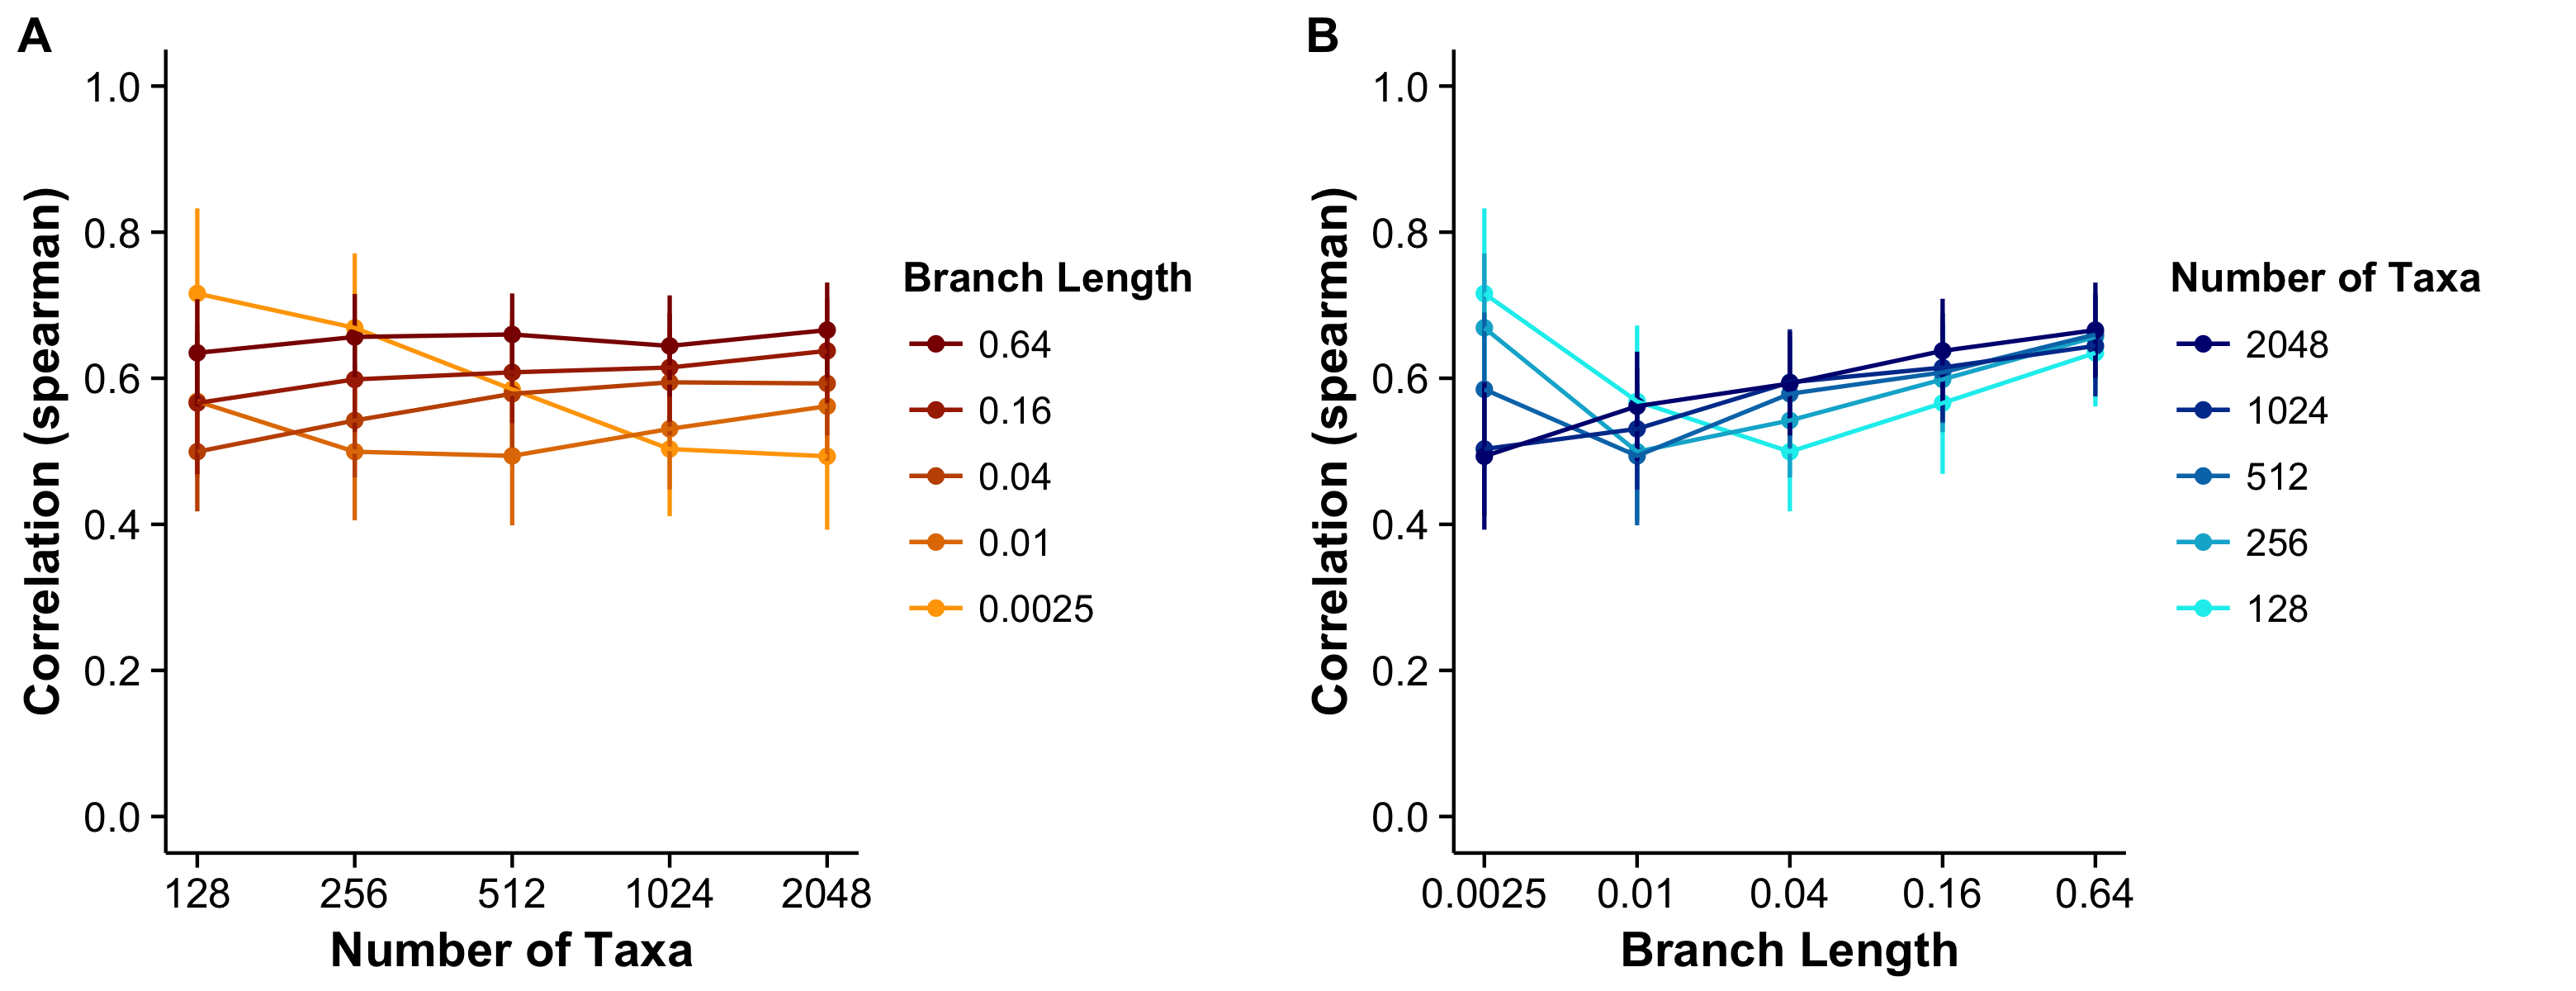 A
Correlation (spearman)
1.0
0.8
0.6
0.4
0.2
0.0
128 256 512 1024 2048
Number of Taxa
Branch Length
0.64
0.16
0.04
0.01
0.0025
B
Correlation (spearman)
1.0
0.8
0.6
0.4
0.2
0.0
0.0025 0.01 0.04 0.16 0.64
Branch Length
Number of Taxa
2048
1024
512
256
128